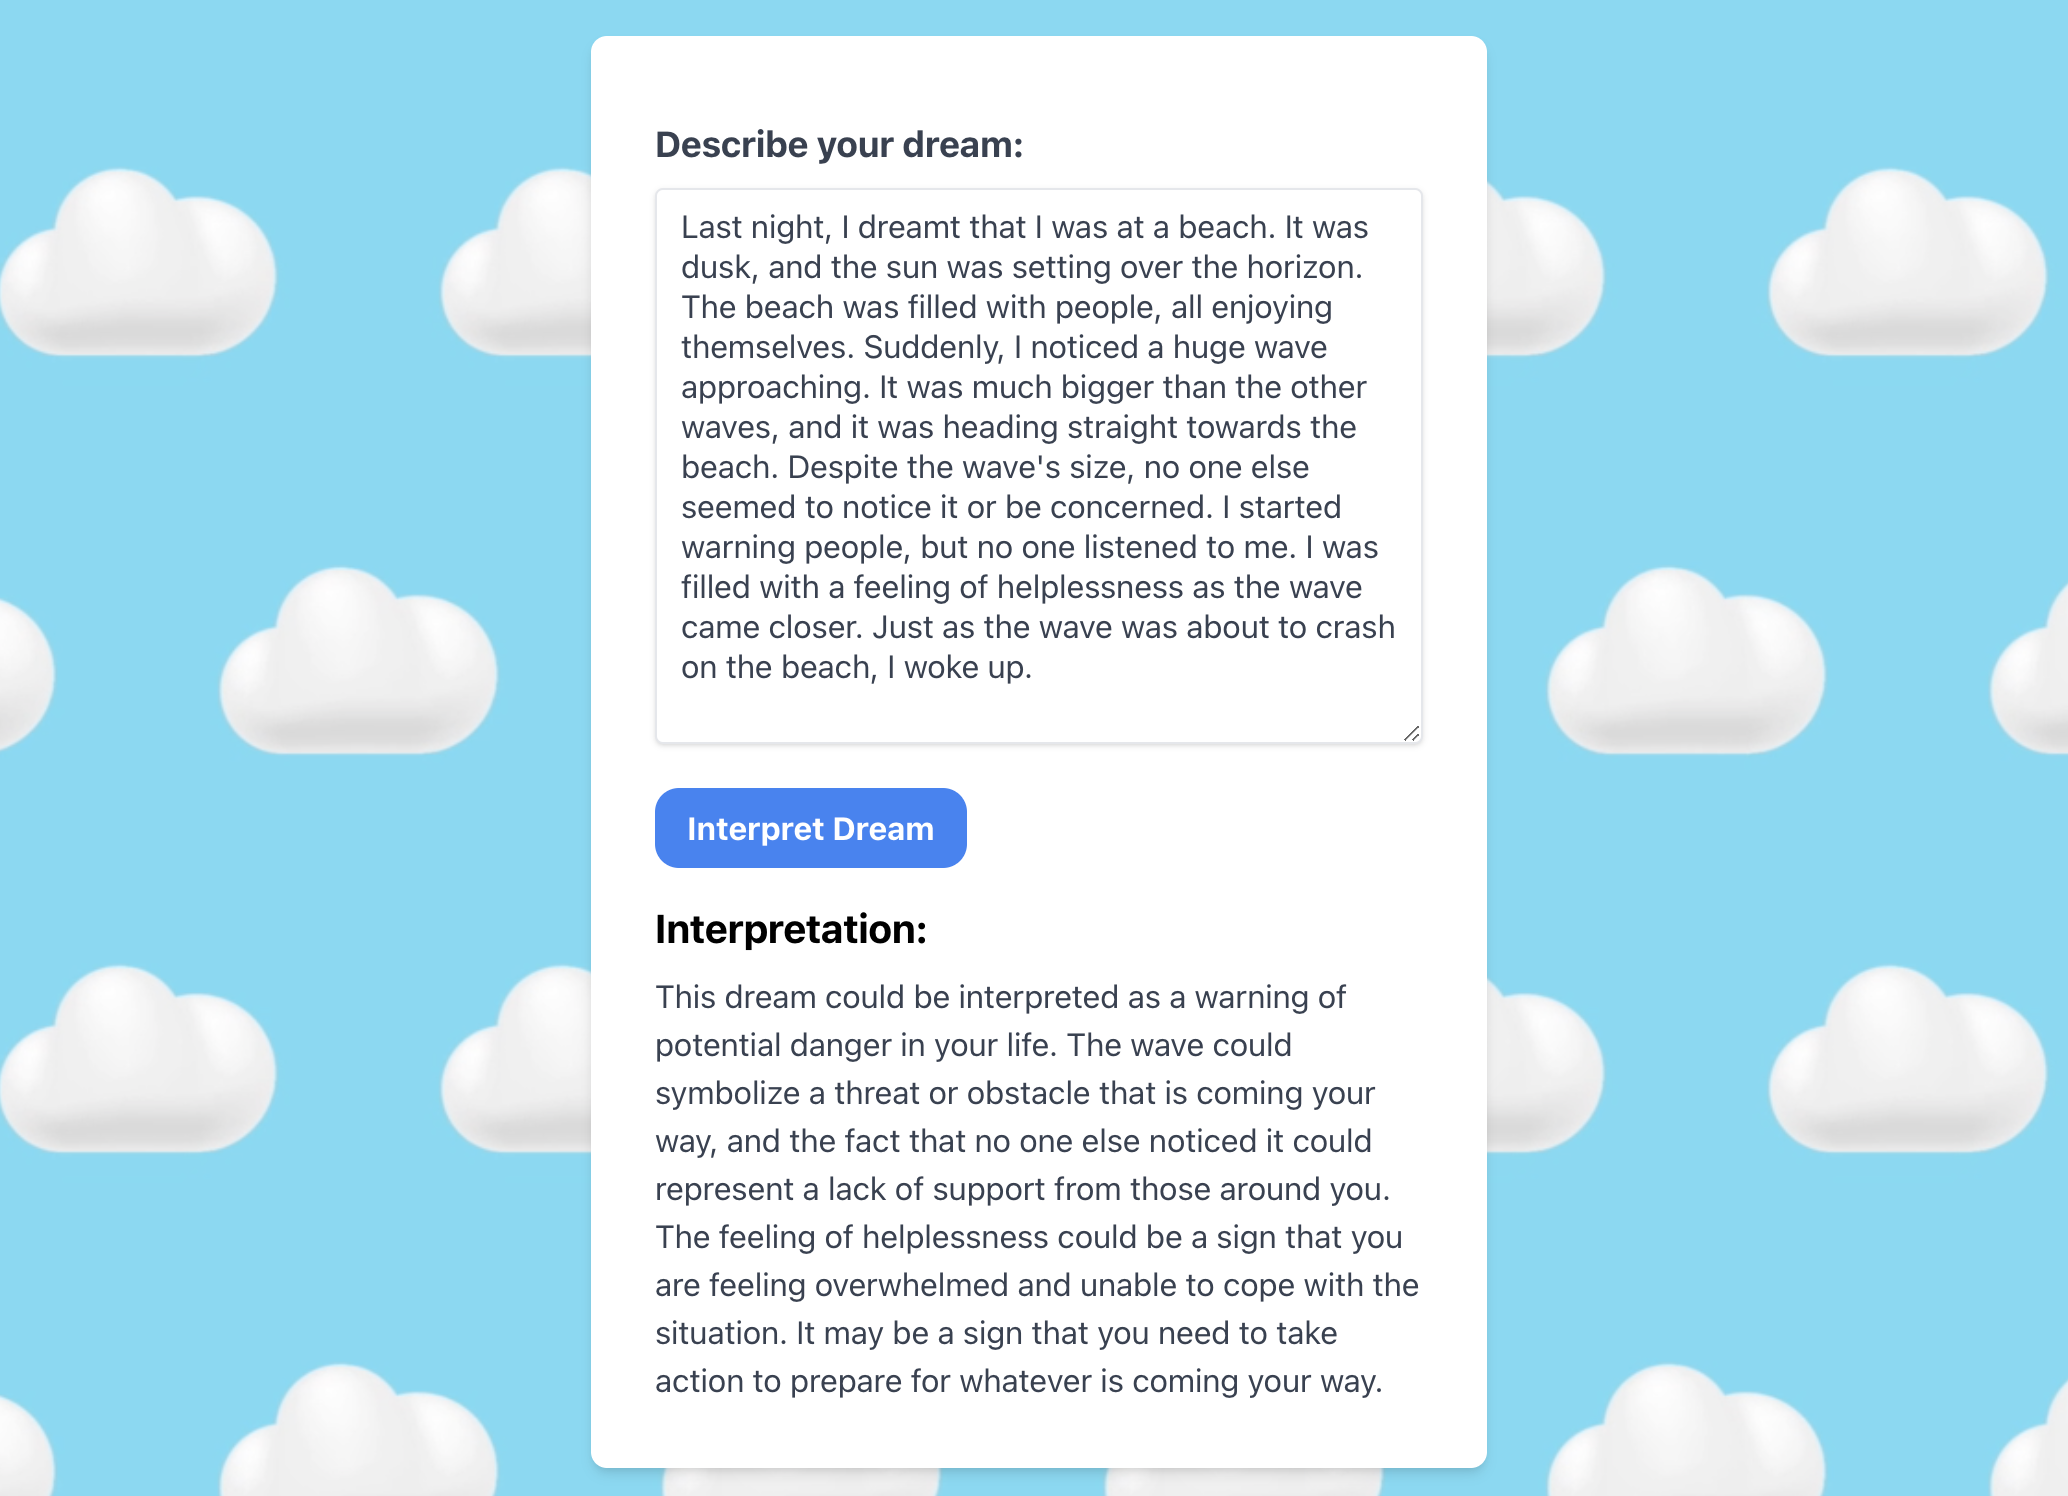 Describe your dream:
Last night, I dreamt that I was at a beach. It was
dusk, and the sun was setting over the horizon.
The beach was filled with people, all enjoying
themselves. Suddenly, I noticed a huge wave
approaching. It was much bigger than the other
waves, and it was heading straight towards the
beach. Despite the wave's size, no one else
seemed to notice it or be concerned. I started
warning people, but no one listened to me. I was
filled with a feeling of helplessness as the wave
came closer. Just as the wave was about to crash
on the beach, I woke up.
Interpret Dream
Interpretation:
This dream could be interpreted as a warning of
potential danger in your life. The wave could
symbolize a threat or obstacle that is coming your
way, and the fact that no one else noticed it could
represent a lack of support from those around you.
The feeling of helplessness could be a sign that you
are feeling overwhelmed and unable to cope with the
situation. It may be a sign that you need to take
action to prepare for whatever is coming your way.